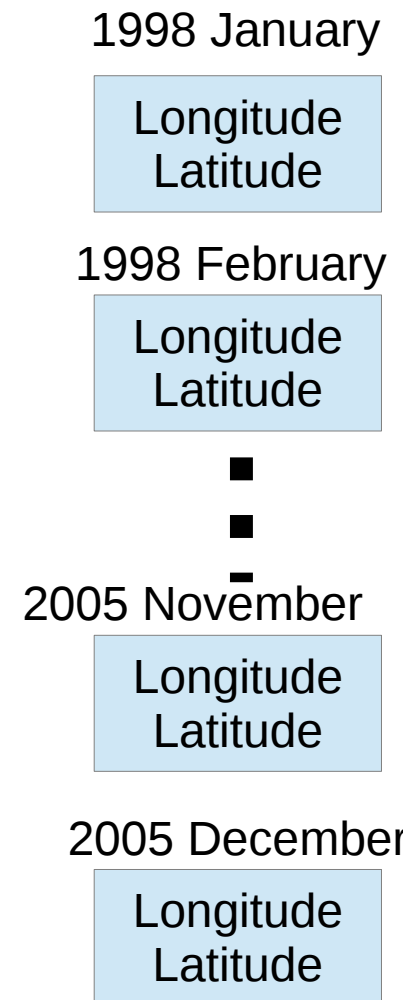 1998 January
Longitude
Latitude
1998 February
Longitude
Latitude
2005 November
Longitude
Latitude
2005 December
Longitude
Latitude